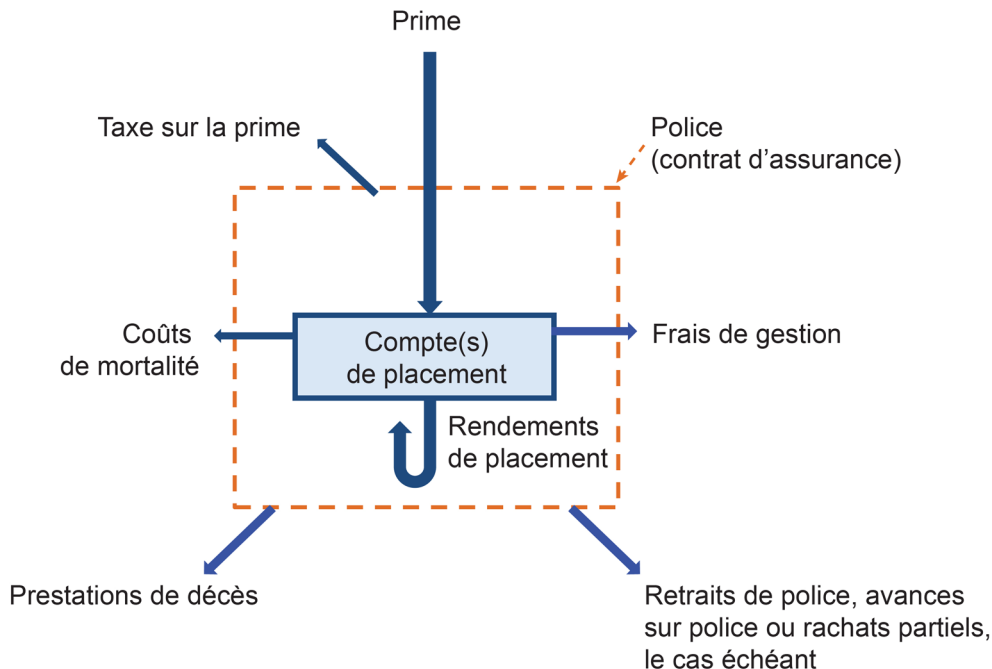 Prime
Taxe sur la prime
Police
(contrat d’assurance)
Coûts
de mortalité
Compte(s)
de placement
Frais de gestion
Rendements
de placement
Prestations de décès
Retraits de police, avances
sur police ou rachats partiels,
le cas échéant